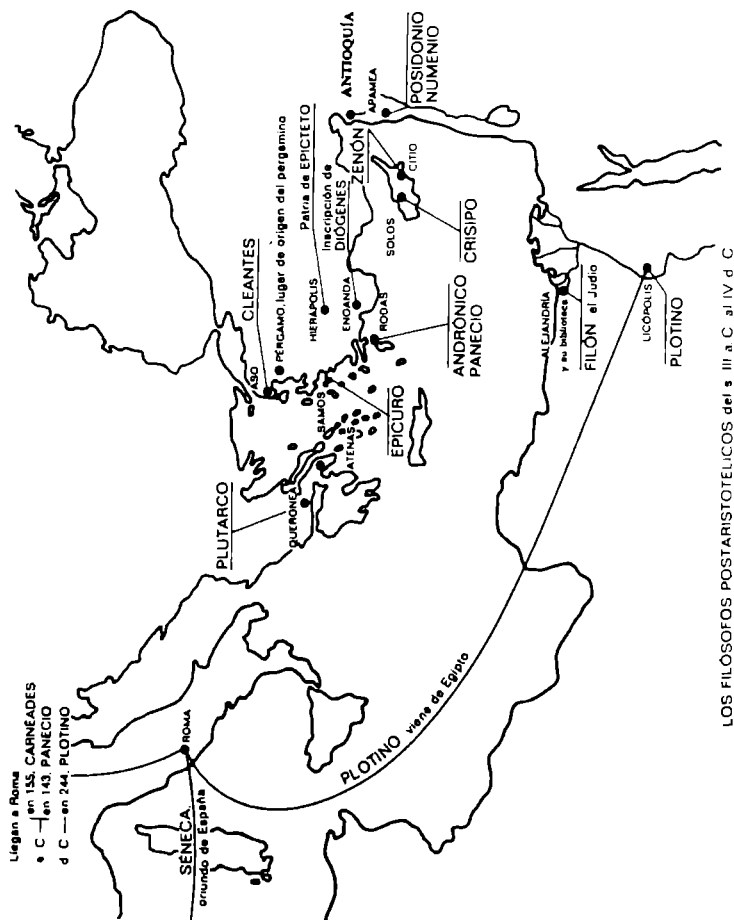 Llegan a Roma
a C en 155, CARNÉADES
en 143, PANECIO
d C — en 244, PLOTINO
ROMA
SÉNECA,
oriundo de España
PLOTINO viene de Egipto
PLUTARCO
QUERONEA
ATENAS
SAMOS
EPICURO
CLEANTES
ASO
PÉRGAMO, lugar de origen del pergamino
HIERÁPOLIS
Patria de EPICTETO
ENOANDA
Inscripción de
DIÓGENES
RODAS
ANDRÓNICO
PANECIO
ANTIOQUÍA
APAMEA
POSIDONIO
NUMENIO
ZENÓN
CITIO
SOLOS
CRISIPO
ALEJANDRÍA
y su biblioteca
FILÓN el Judío
LICÓPOLIS
PLOTINO
LOS FILÓSOFOS POSTARISTOTÉLICOS del s III a C al IV d C